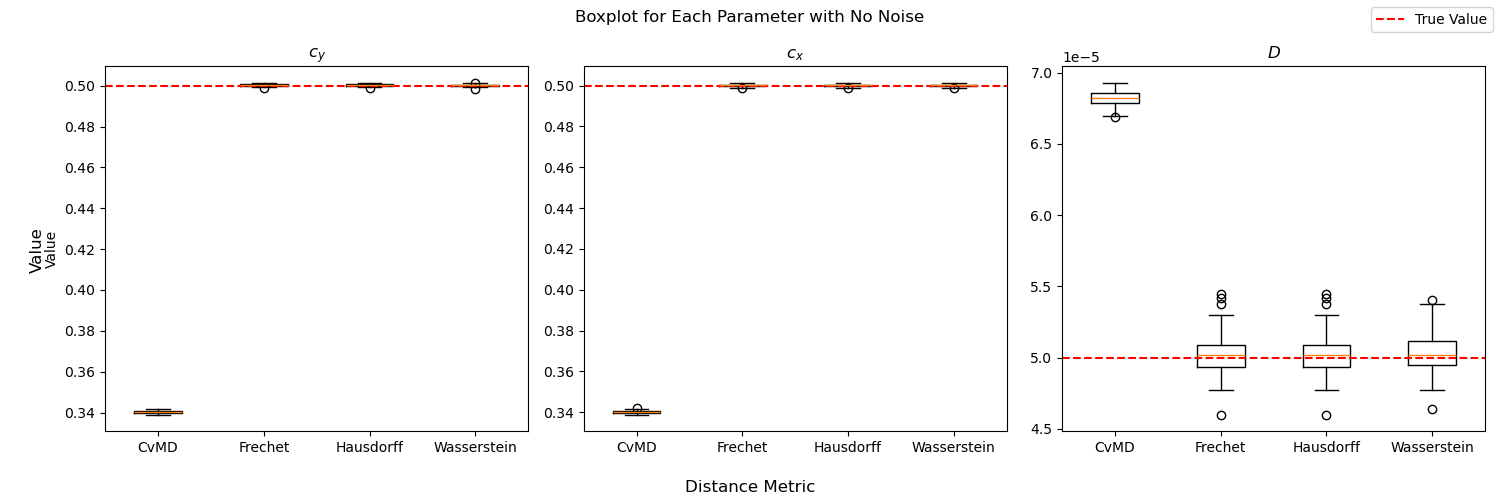 Boxplot for Each Parameter with No Noise
True Value
c_y
c_x
D
1e−5
Value
Value
0.50
0.48
0.46
0.44
0.42
0.40
0.38
0.36
0.34
CvMD Frechet Hausdorff Wasserstein
0.50
0.48
0.46
0.44
0.42
0.40
0.38
0.36
0.34
CvMD Frechet Hausdorff Wasserstein
7.0
6.5
6.0
5.5
5.0
4.5
CvMD Frechet Hausdorff Wasserstein
Distance Metric